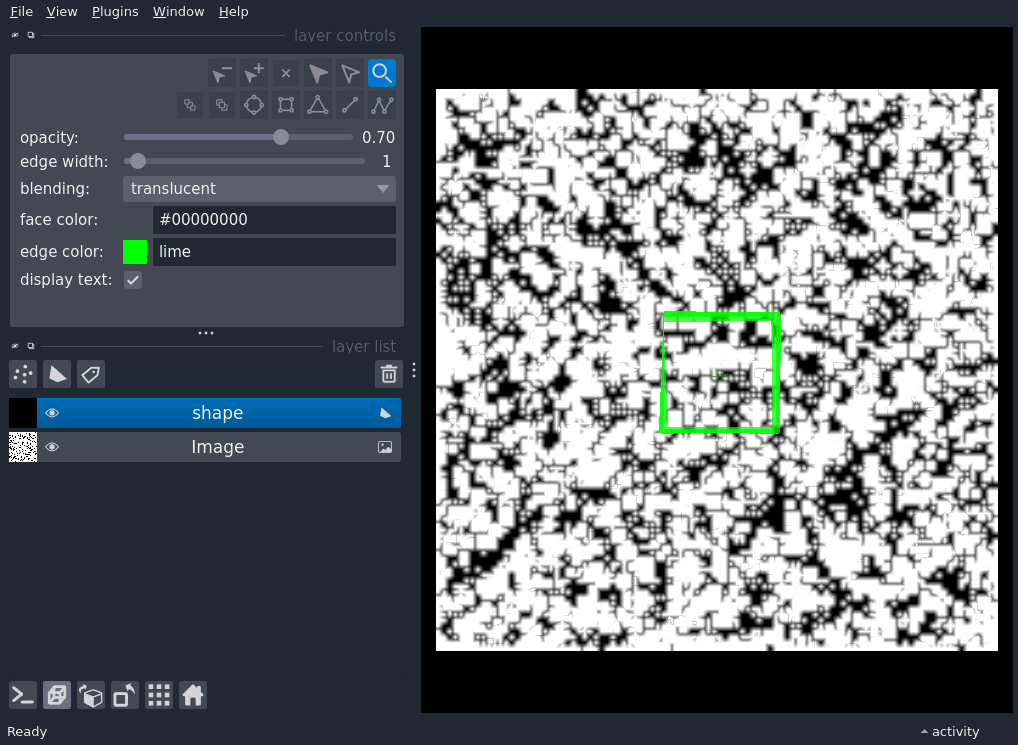 File View Plugins Window Help
layer controls
opacity: 0.70
edge width: 1
blending: translucent
face color: #00000000
edge color: lime
display text:
layer list
shape
Image
Ready
activity